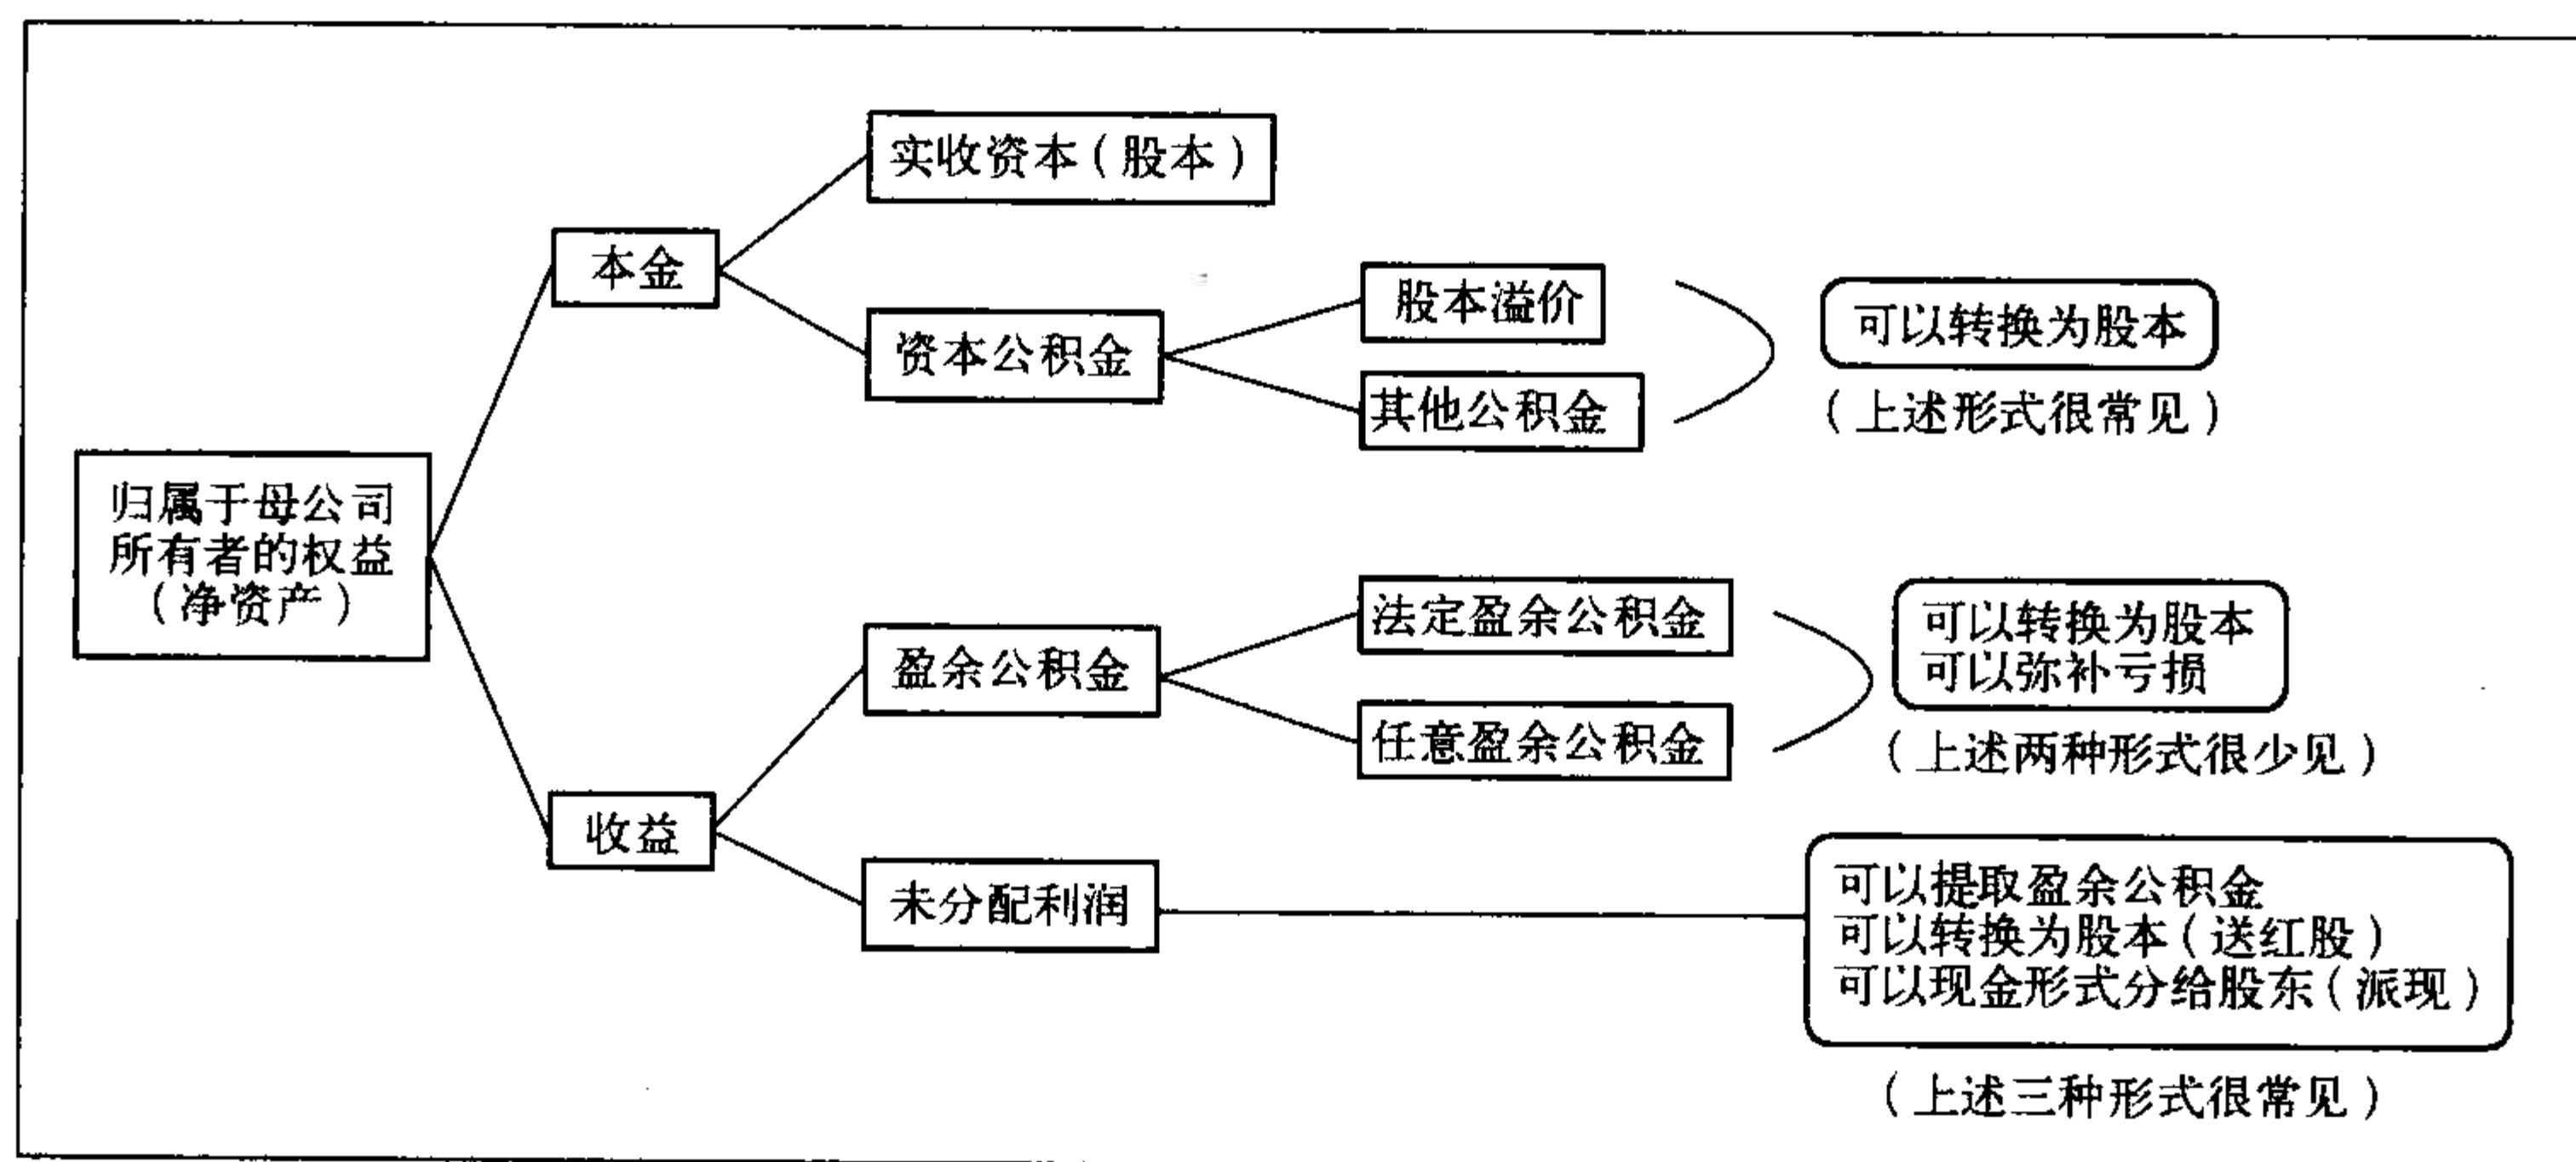 实收资本（股本）
本金
股本溢价
可以转换为股本
资本公积金
其他公积金
（上述形式很常见）
归属于母公司
所有者的权益
（净资产）
法定盈余公积金
可以转换为股本
可以弥补亏损
盈余公积金
任意盈余公积金
（上述两种形式很少见）
收益
未分配利润
可以提取盈余公积金
可以转换为股本（送红股）
可以现金形式分给股东（派现）
（上述三种形式很常见）